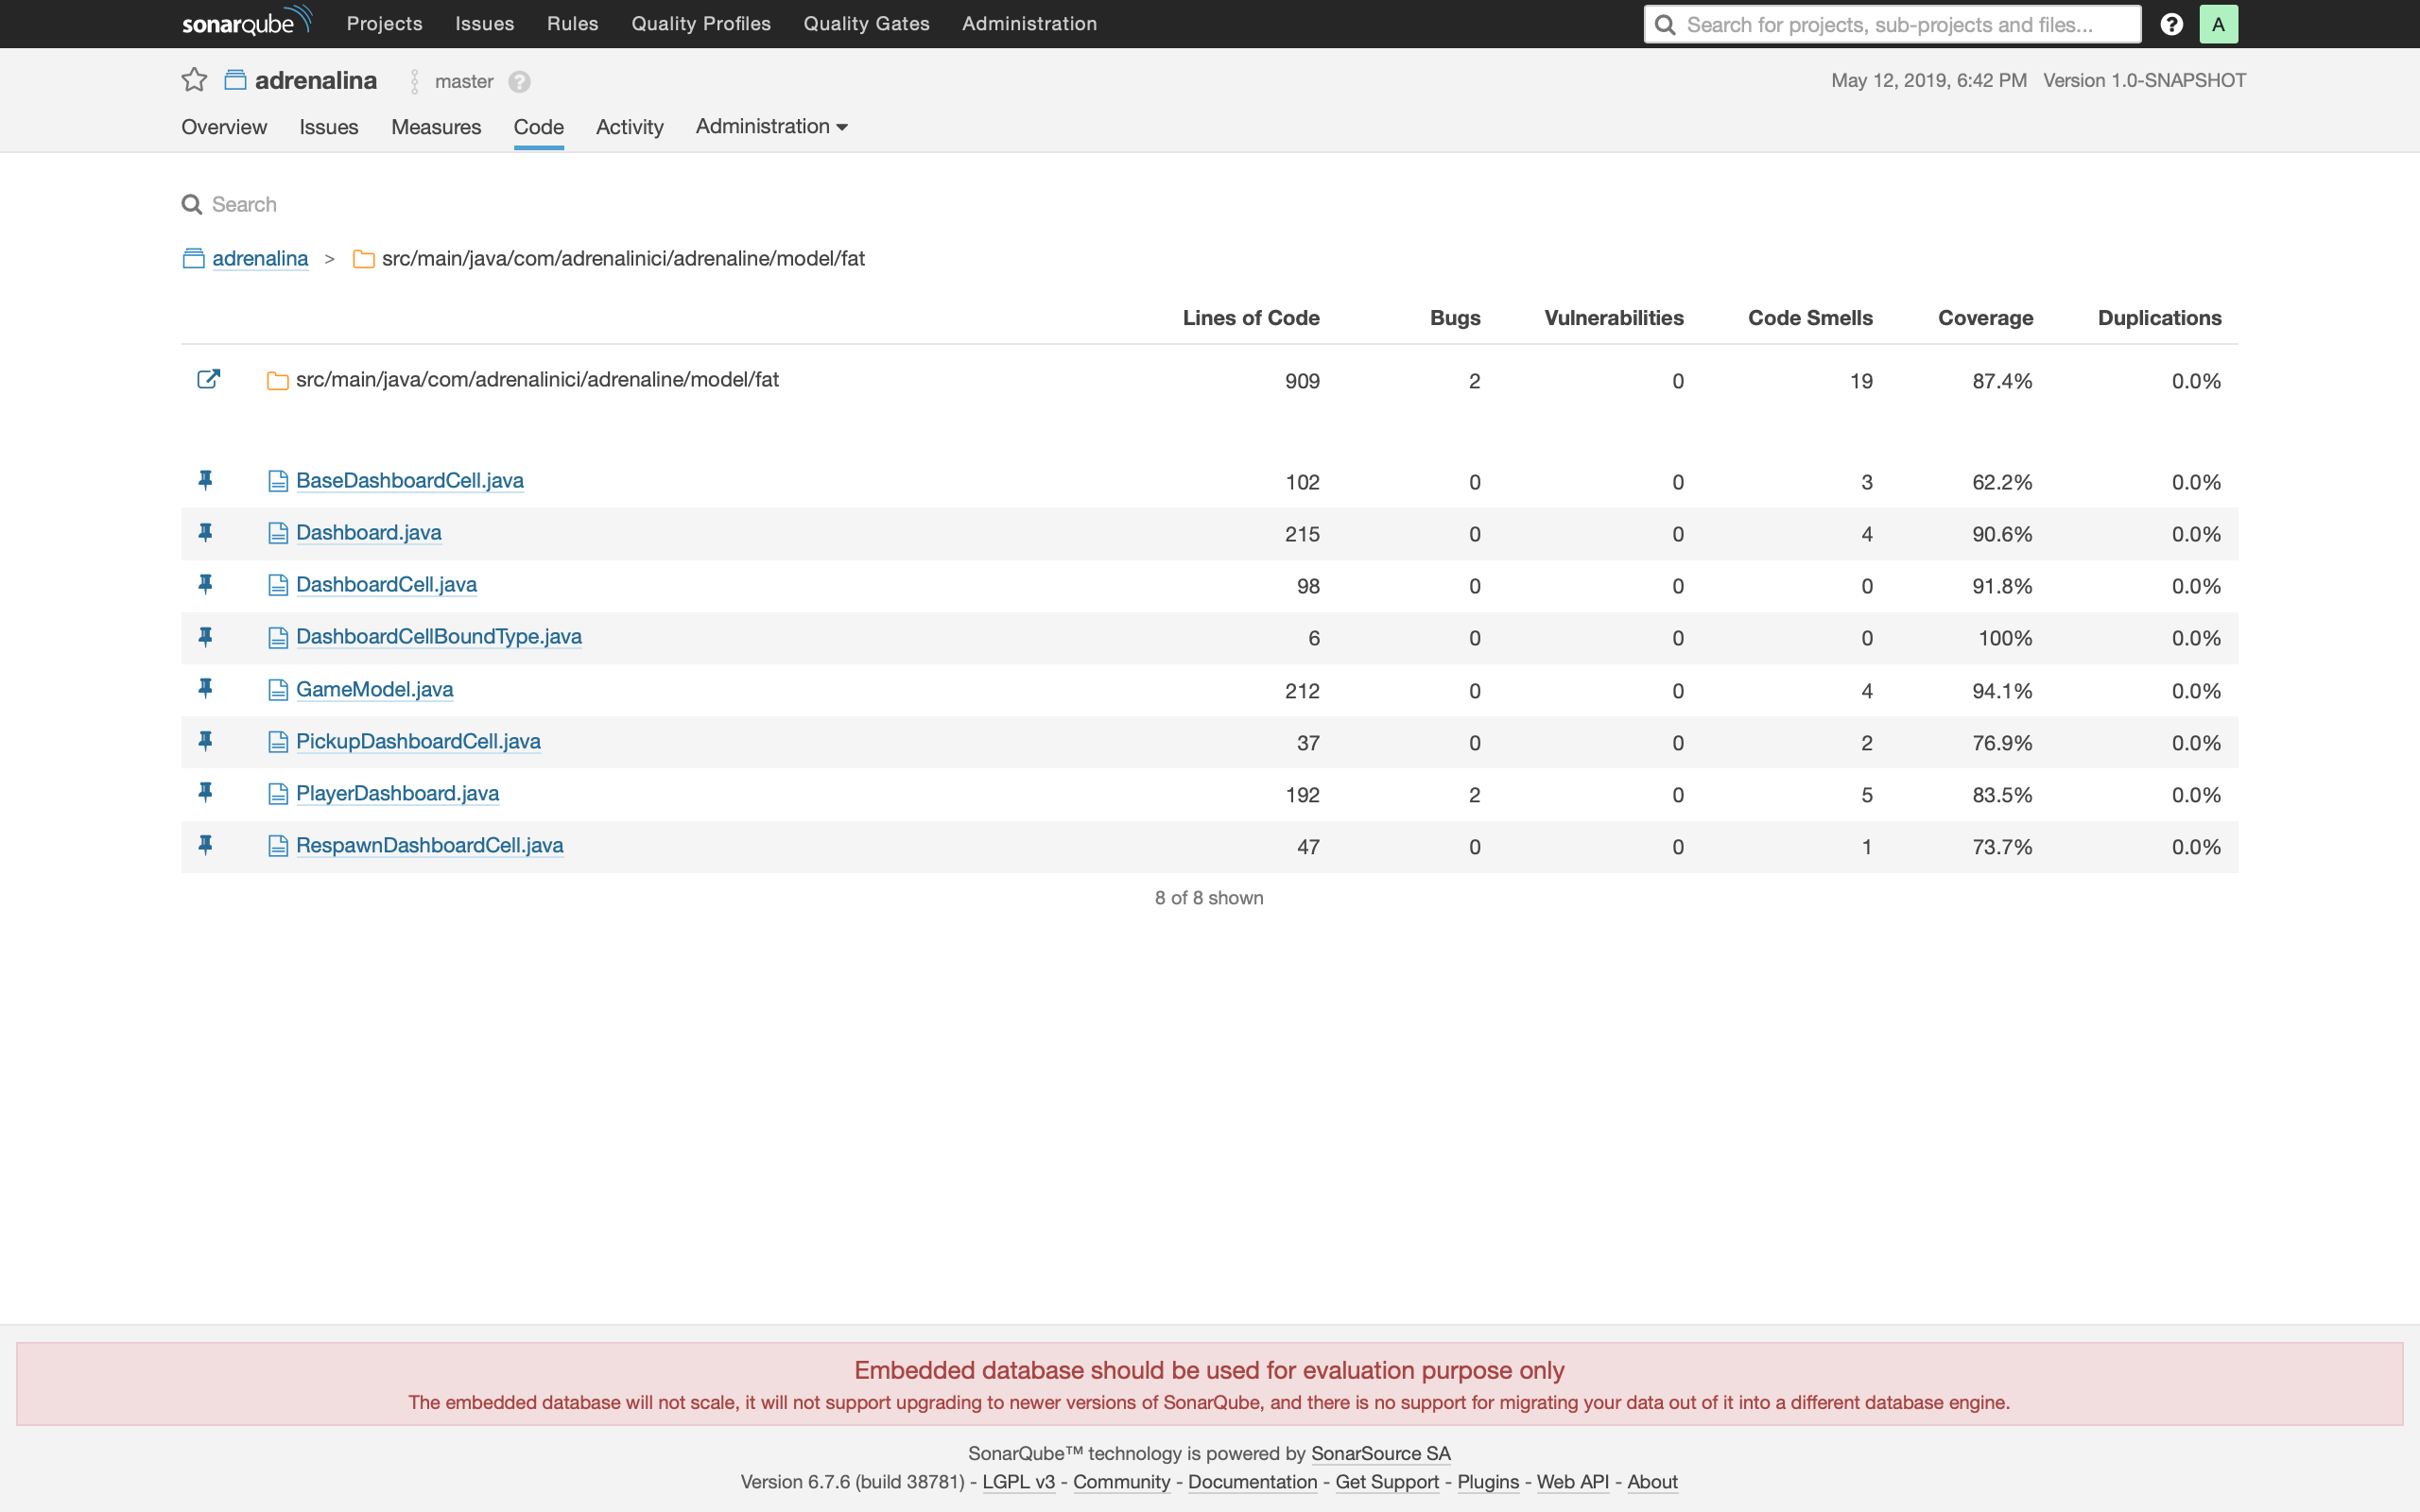 sonarqube Projects Issues Rules Quality Profiles Quality Gates Administration Search for projects, sub-projects and files... ? A
adrenalina master ? May 12, 2019, 6:42 PM Version 1.0-SNAPSHOT
Overview Issues Measures Code Activity Administration
Search
adrenalina > src/main/java/com/adrenalinici/adrenaline/model/fat
Lines of Code Bugs Vulnerabilities Code Smells Coverage Duplications
src/main/java/com/adrenalinici/adrenaline/model/fat 909 2 0 19 87.4% 0.0%
BaseDashboardCell.java 102 0 0 3 62.2% 0.0%
Dashboard.java 215 0 0 4 90.6% 0.0%
DashboardCell.java 98 0 0 0 91.8% 0.0%
DashboardCellBoundType.java 6 0 0 0 100% 0.0%
GameModel.java 212 0 0 4 94.1% 0.0%
PickupDashboardCell.java 37 0 0 2 76.9% 0.0%
PlayerDashboard.java 192 2 0 5 83.5% 0.0%
RespawnDashboardCell.java 47 0 0 1 73.7% 0.0%
8 of 8 shown
Embedded database should be used for evaluation purpose only
The embedded database will not scale, it will not support upgrading to newer versions of SonarQube, and there is no support for migrating your data out of it into a different database engine.
SonarQube™ technology is powered by SonarSource SA
Version 6.7.6 (build 38781) - LGPL v3 - Community - Documentation - Get Support - Plugins - Web API - About